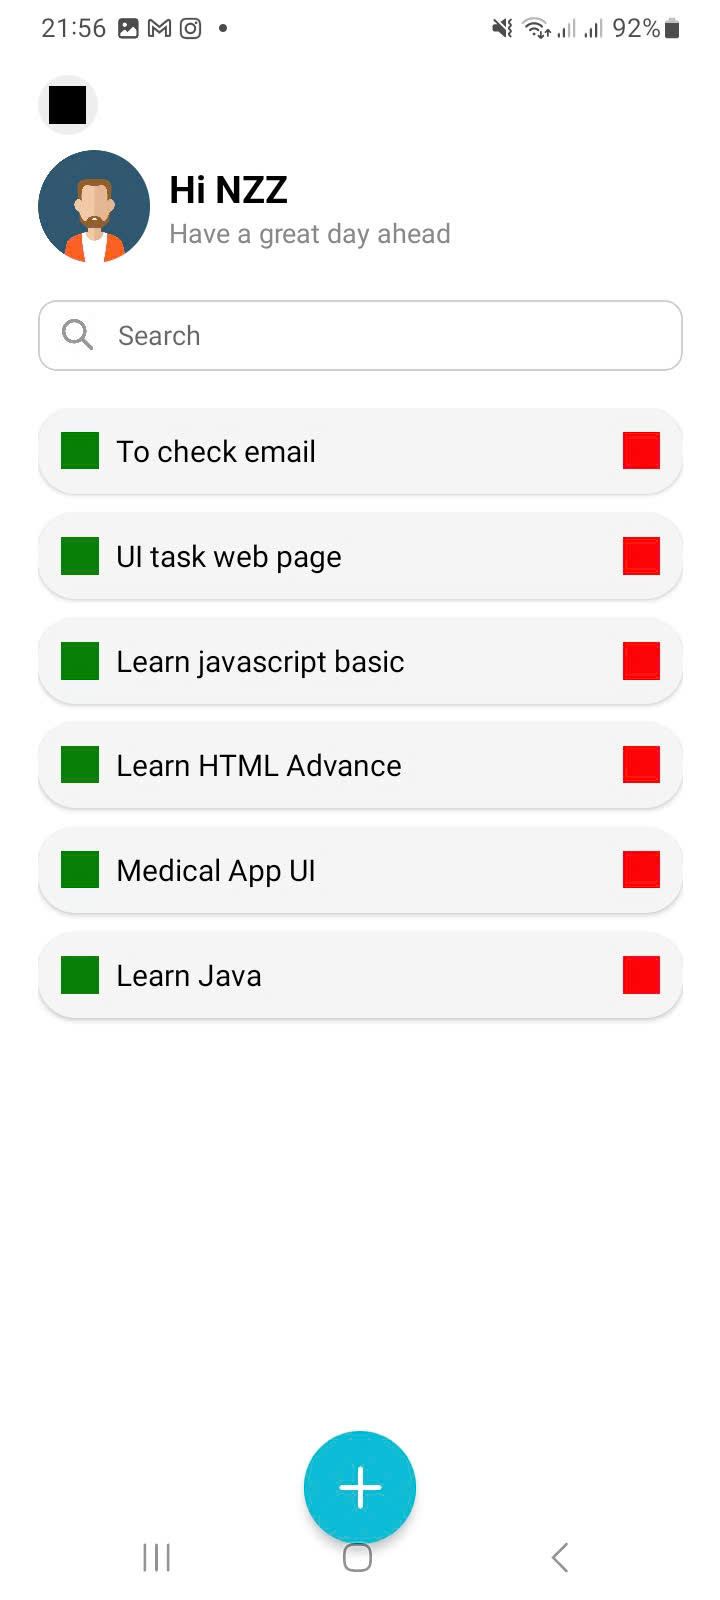 21:56
92%
Hi NZZ
Have a great day ahead
Search
To check email
UI task web page
Learn javascript basic
Learn HTML Advance
Medical App UI
Learn Java